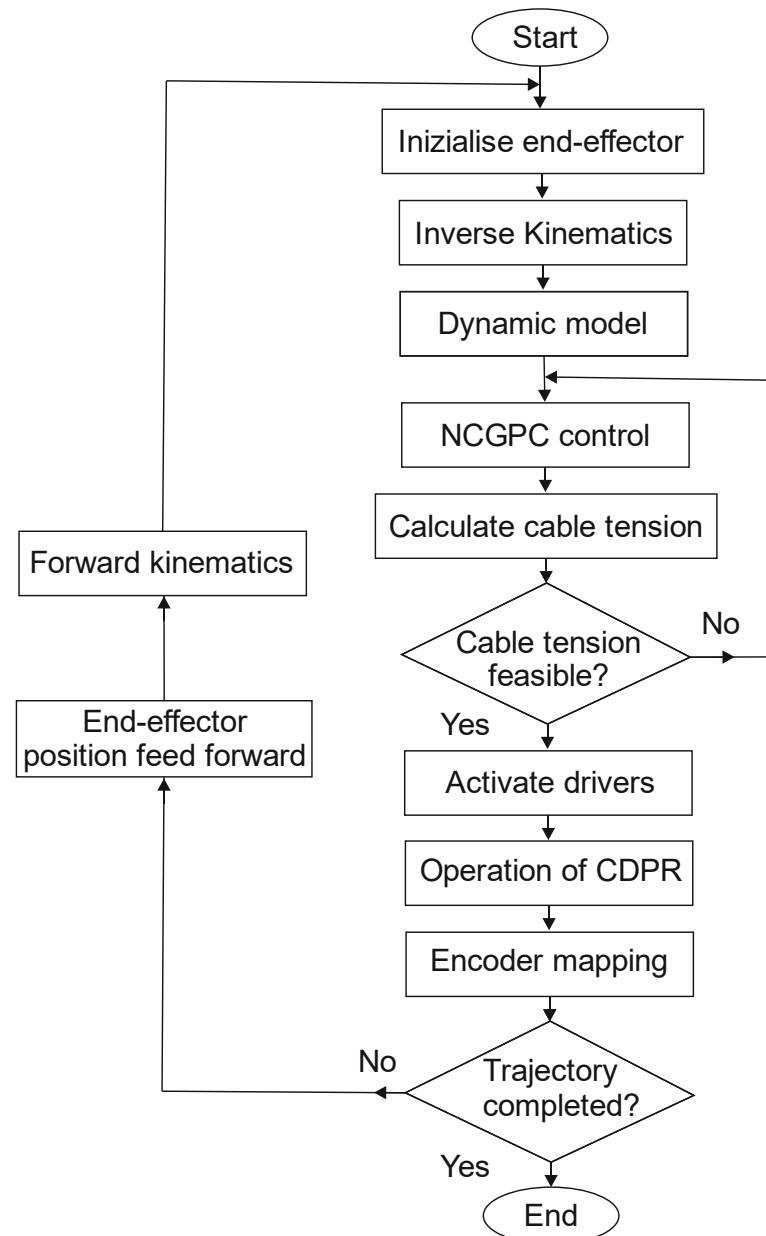 Start
Inizialise end-effector
Inverse Kinematics
Dynamic model
NCGPC control
Calculate cable tension
Forward kinematics
Cable tension
feasible?
No
Yes
End-effector
position feed forward
Activate drivers
Operation of CDPR
Encoder mapping
No
Trajectory
completed?
Yes
End